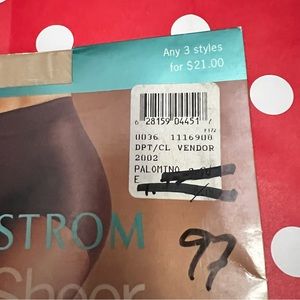 Any 3 styles
for $21.00
6 28159 04451 7
0036 1116900
DPT/CL VENDOR
2002
PALOMINO
E
STROM
97
Sheer